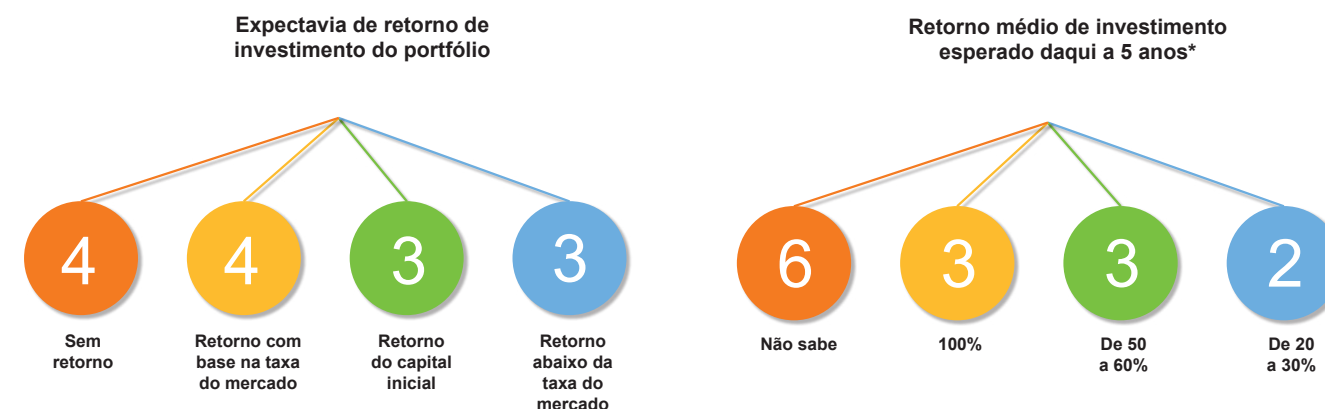 Expectavia de retorno de
investimento do portfólio
4
4
3
3
Sem
retorno
Retorno com
base na taxa
do mercado
Retorno
do capital
inicial
Retorno
abaixo da
taxa do
mercado
Retorno médio de investimento
esperado daqui a 5 anos*
6
3
3
2
Não sabe
100%
De 50
a 60%
De 20
a 30%